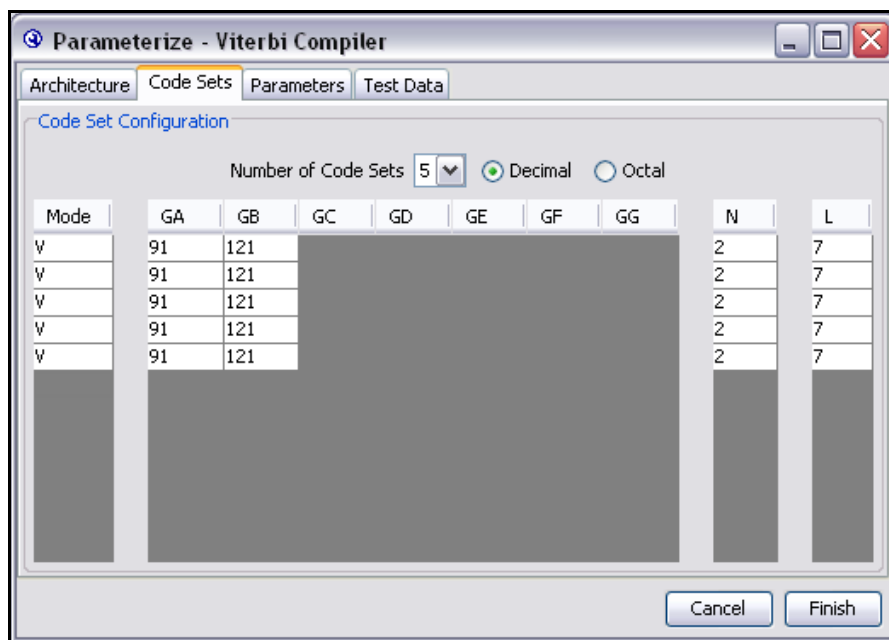 Parameterize - Viterbi Compiler
Architecture Code Sets Parameters Test Data
Code Set Configuration
Number of Code Sets 5 Decimal Octal
Mode GA GB GC GD GE GF GG N L
V 91 121 2 7
V 91 121 2 7
V 91 121 2 7
V 91 121 2 7
V 91 121 2 7
Cancel Finish